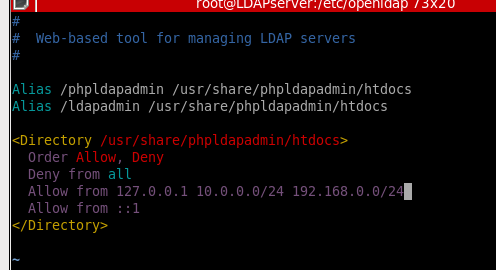 root@LDAPserver:/etc/openldap 73x20
#
#  Web-based tool for managing LDAP servers
#
Alias /phpldapadmin /usr/share/phpldapadmin/htdocs
Alias /ldapadmin /usr/share/phpldapadmin/htdocs
<Directory /usr/share/phpldapadmin/htdocs>
  Order Allow, Deny
  Deny from all
  Allow from 127.0.0.1 10.0.0.0/24 192.168.0.0/24
  Allow from ::1
</Directory>
~